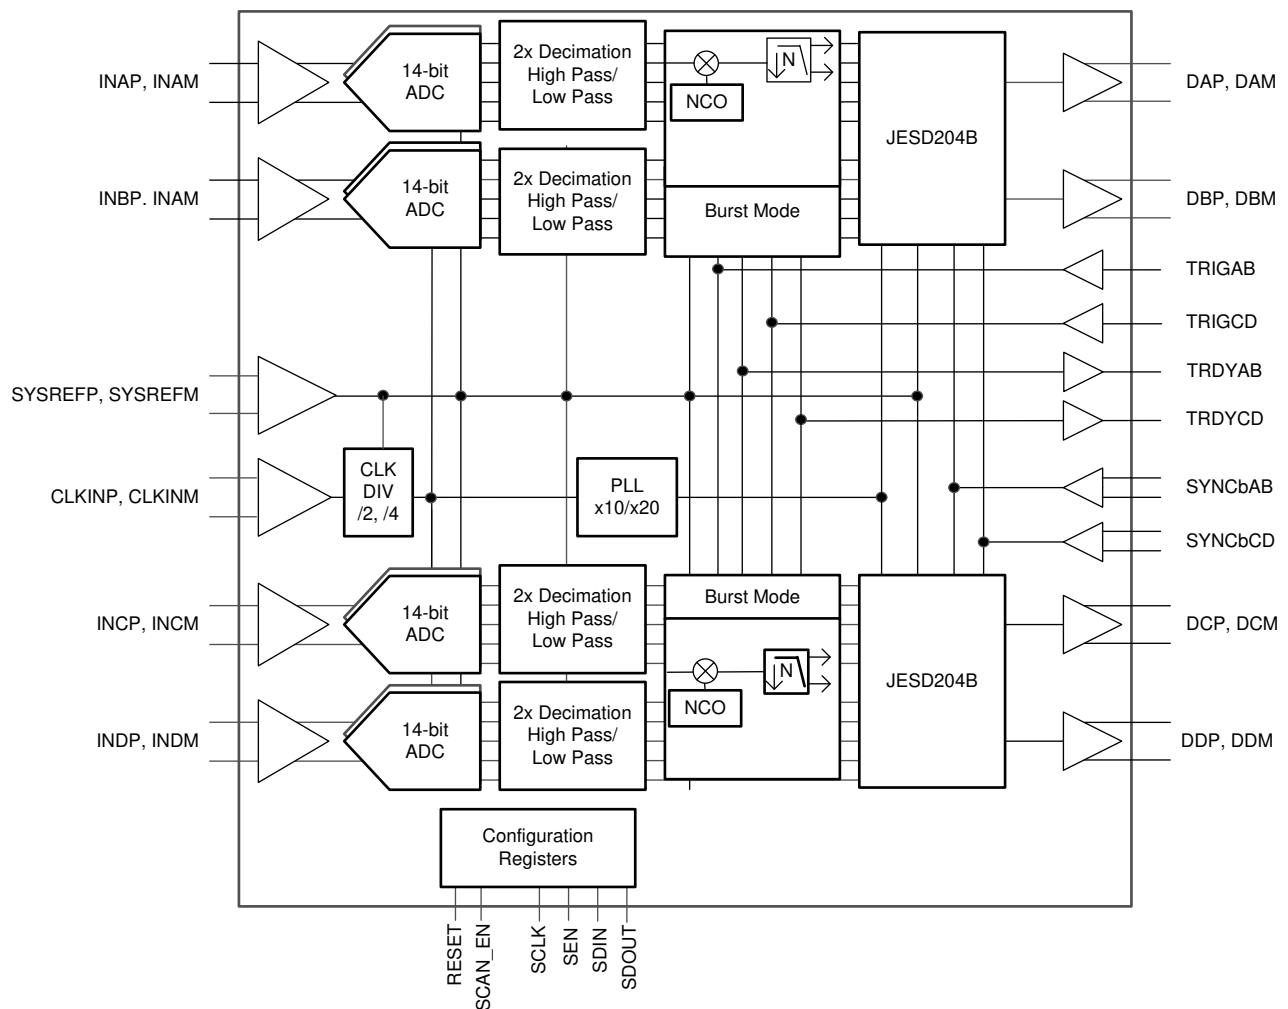 INAP, INAM
14-bit
ADC
2x Decimation
High Pass/
Low Pass
NCO
N
JESD204B
DAP, DAM
INBP. INAM
14-bit
ADC
2x Decimation
High Pass/
Low Pass
Burst Mode
DBP, DBM
TRIGAB
TRIGCD
TRDYAB
TRDYCD
SYSREFP, SYSREFM
CLKINP, CLKINM
CLK
DIV
/2, /4
PLL
x10/x20
SYNCbAB
SYNCbCD
INCP, INCM
14-bit
ADC
2x Decimation
High Pass/
Low Pass
Burst Mode
NCO
N
JESD204B
DCP, DCM
INDP, INDM
14-bit
ADC
2x Decimation
High Pass/
Low Pass
DDP, DDM
Configuration
Registers
RESET
SCAN_EN
SCLK
SEN
SDIN
SDOUT